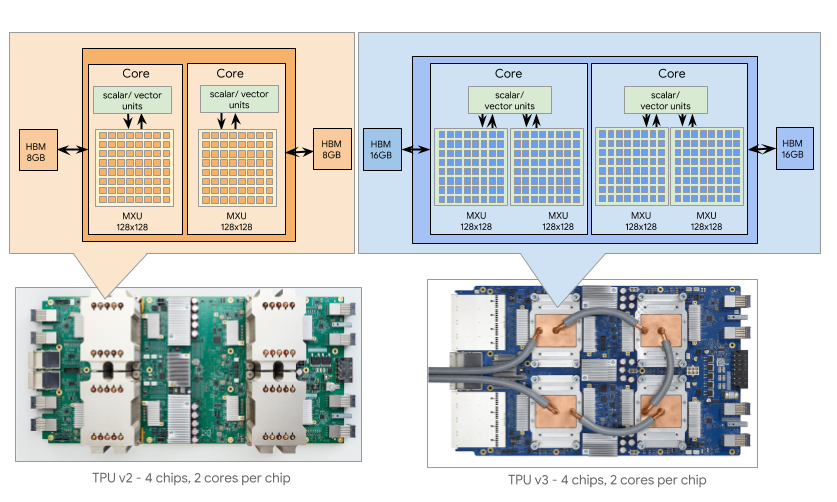 Core
Core
scalar/ vector
units
scalar/ vector
units
HBM
8GB
HBM
8GB
MXU
128x128
MXU
128x128
Core
Core
scalar/
vector units
scalar/
vector units
HBM
16GB
HBM
16GB
MXU
128x128
MXU
128x128
MXU
128x128
MXU
128x128
TPU v2 - 4 chips, 2 cores per chip
TPU v3 - 4 chips, 2 cores per chip